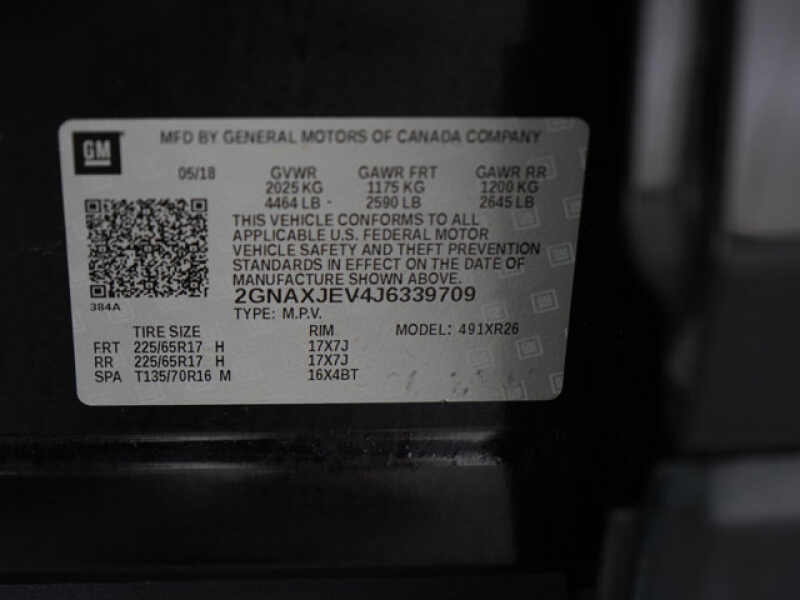 GM
MFD BY GENERAL MOTORS OF CANADA COMPANY
05/18 GVWR GAWR FRT GAWR RR
2025 KG 1175 KG 1200 KG
4464 LB 2590 LB 2645 LB
THIS VEHICLE CONFORMS TO ALL
APPLICABLE U.S. FEDERAL MOTOR
VEHICLE SAFETY AND THEFT PREVENTION
STANDARDS IN EFFECT ON THE DATE OF
MANUFACTURE SHOWN ABOVE.
384A
2GNAXJEV4J6339709
TYPE: M.P.V.
TIRE SIZE RIM MODEL: 491XR26
FRT 225/65R17 H 17X7J
RR 225/65R17 H 17X7J
SPA T135/70R16 M 16X4BT